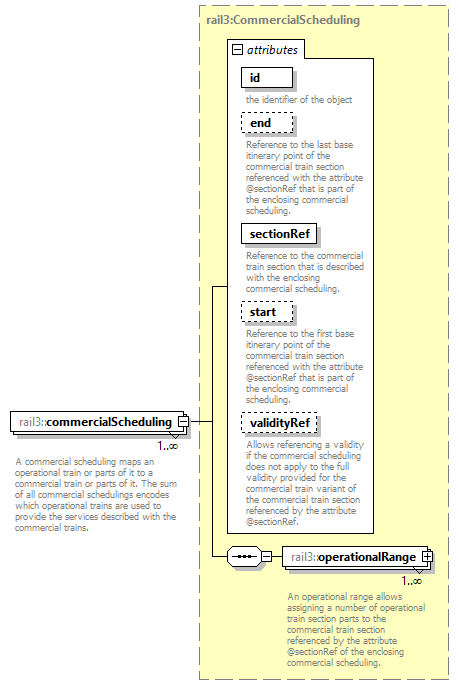 rail3:CommercialScheduling
attributes
id
the identifier of the object
end
Reference to the last base
itinerary point of the
commercial train section
referenced with the attribute
@sectionRef that is part of
the enclosing commercial
scheduling.
sectionRef
Reference to the commercial
train section that is described
with the enclosing
commercial scheduling.
start
Reference to the first base
itinerary point of the
commercial train section
referenced with the attribute
@sectionRef that is part of
the enclosing commercial
scheduling.
validityRef
Allows referencing a validity
if the commercial scheduling
does not apply to the full
validity provided for the
commercial train variant of
the commercial train section
referenced by the attribute
@sectionRef.
rail3::commercialScheduling
1..∞
A commercial scheduling maps an
operational train or parts of it to a
commercial train or parts of it. The sum
of all commercial schedulings encodes
which operational trains are used to
provide the services described with the
commercial trains.
rail3::operationalRange
1..∞
An operational range allows
assigning a number of operational
train section parts to the
commercial train section
referenced by the attribute
@sectionRef of the enclosing
commercial scheduling.